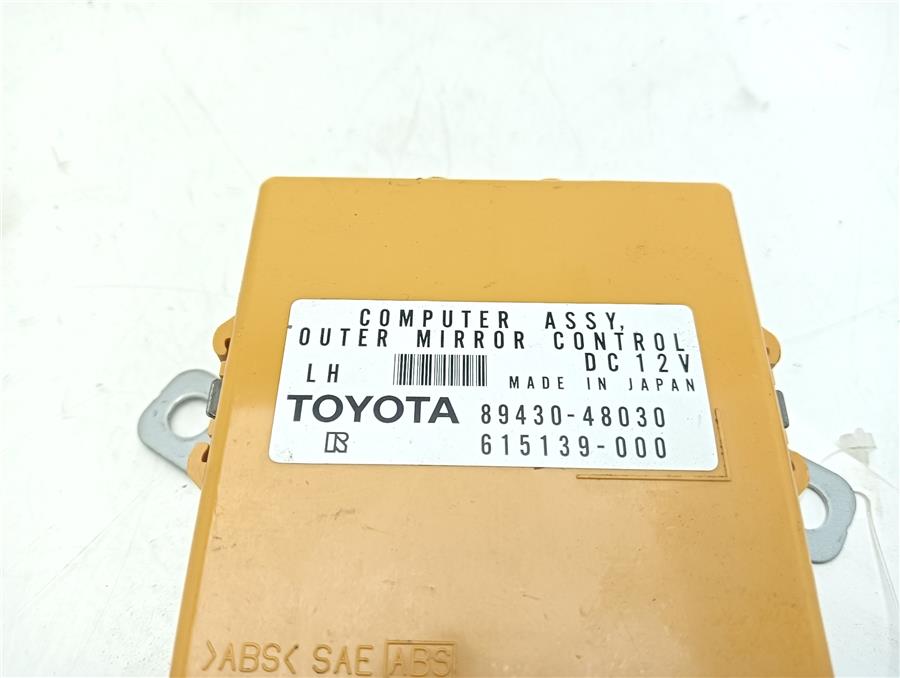 COMPUTER ASSY,
OUTER MIRROR CONTROL
DC12V
LH
MADE IN JAPAN
TOYOTA 89430-48030
615139-000
>ABS< SAE ABS